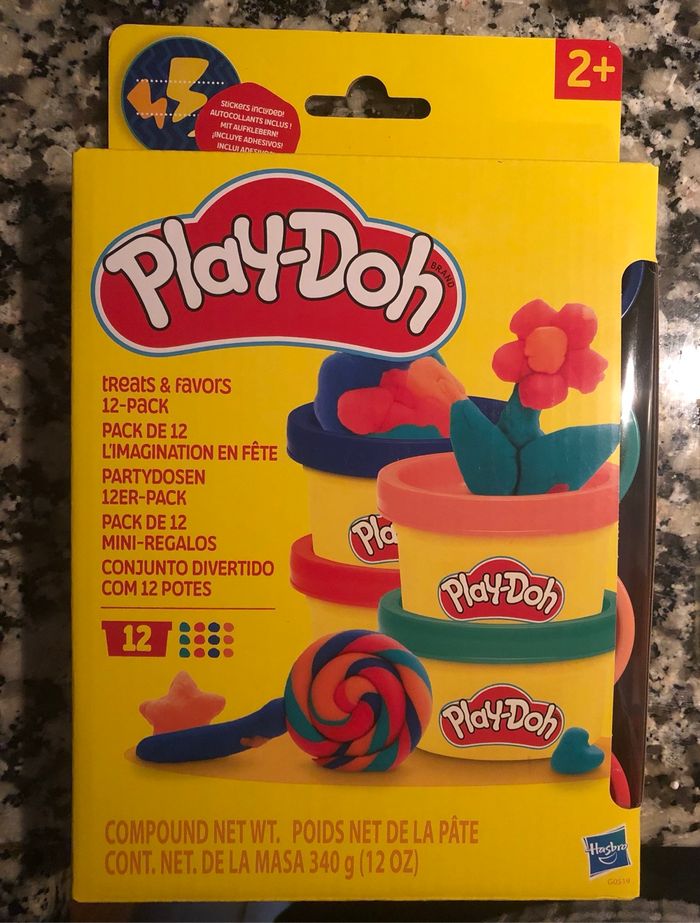 2+
Stickers included!
AUTOCOLLANTS INCLUS !
MIT AUFKLEBERN!
¡INCLUYE ADHESIVOS!
INCLUI
Play-Doh
BRAND
treats & favors
12-PACK
PACK DE 12
L'IMAGINATION EN FÊTE
PARTYDOSEN
12ER-PACK
PACK DE 12
MINI-REGALOS
CONJUNTO DIVERTIDO
COM 12 POTES
12
Play-Doh
Play-Doh
COMPOUND NET WT. POIDS NET DE LA PÂTE
CONT. NET. DE LA MASA 340 g (12 OZ)
Hasbro